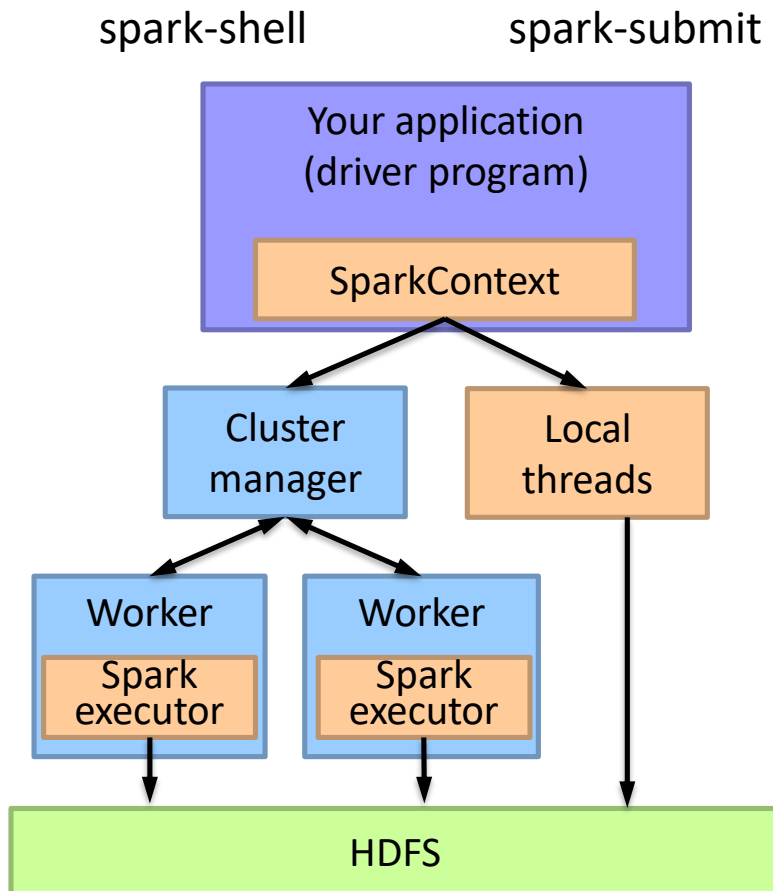 spark-shell
spark-submit
Your application
(driver program)
SparkContext
Cluster
manager
Local
threads
Worker
Spark
executor
Worker
Spark
executor
HDFS